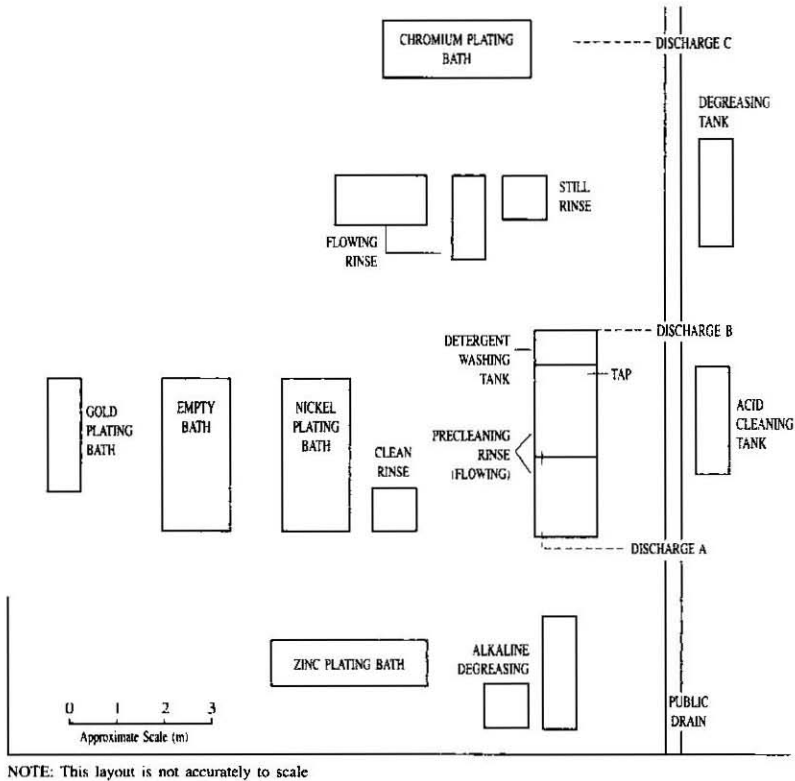 CHROMIUM PLATING
BATH
DISCHARGE C
DEGREASING
TANK
STILL
RINSE
FLOWING
RINSE
DETERGENT
WASHING
TANK
DISCHARGE B
TAP
GOLD
PLATING
BATH
EMPTY
BATH
NICKEL
PLATING
BATH
CLEAN
RINSE
PRECLEANING
RINSE
(FLOWING)
ACID
CLEANING
TANK
DISCHARGE A
ZINC PLATING BATH
ALKALINE
DEGREASING
PUBLIC
DRAIN
0 1 2 3
Approximate Scale (m)
NOTE: This layout is not accurately to scale